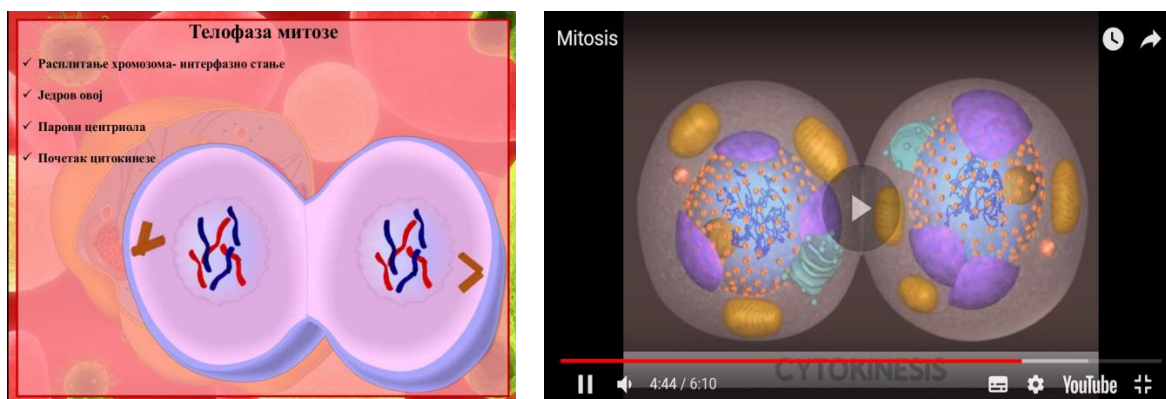 Телофаза митозе
✓ Расплитање хромозома- интерфазно стање
✓ Једров овој
✓ Парови центриола
✓ Почетак цитокинезе
Mitosis
CYTOKINESIS
4:44 / 6:10
YouTube